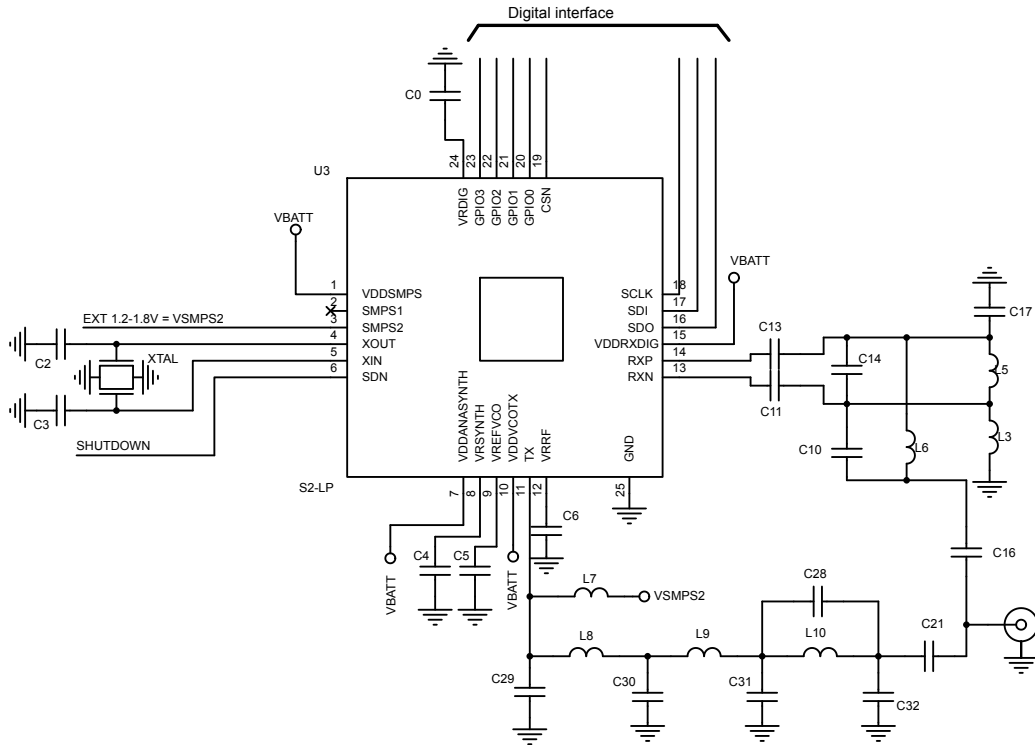 Digital interface
C0
U3
24
23
22
21
20
19
VRDIG
GPIO3
GPIO2
GPIO1
GPIO0
CSN
VBATT
VBATT
1
2
3
4
5
6
VDDSMPS
SMPS1
SMPS2
XOUT
XIN
SDN
SCLK
SDI
SDO
VDDRXDIG
RXP
RXN
18
17
16
15
14
13
EXT 1.2-1.8V = VSMPS2
C2
XTAL
C3
SHUTDOWN
C17
C13
C14
L5
C11
C10
L6
L3
VDDANASYNTH
VRSYNTH
VREFVCO
VDDVCOTX
TX
VRRF
GND
S2-LP
7
8
9
10
11
12
25
C4
C5
C6
VBATT
VBATT
C16
L7
VSMPS2
C28
L8
L9
L10
C21
C29
C30
C31
C32